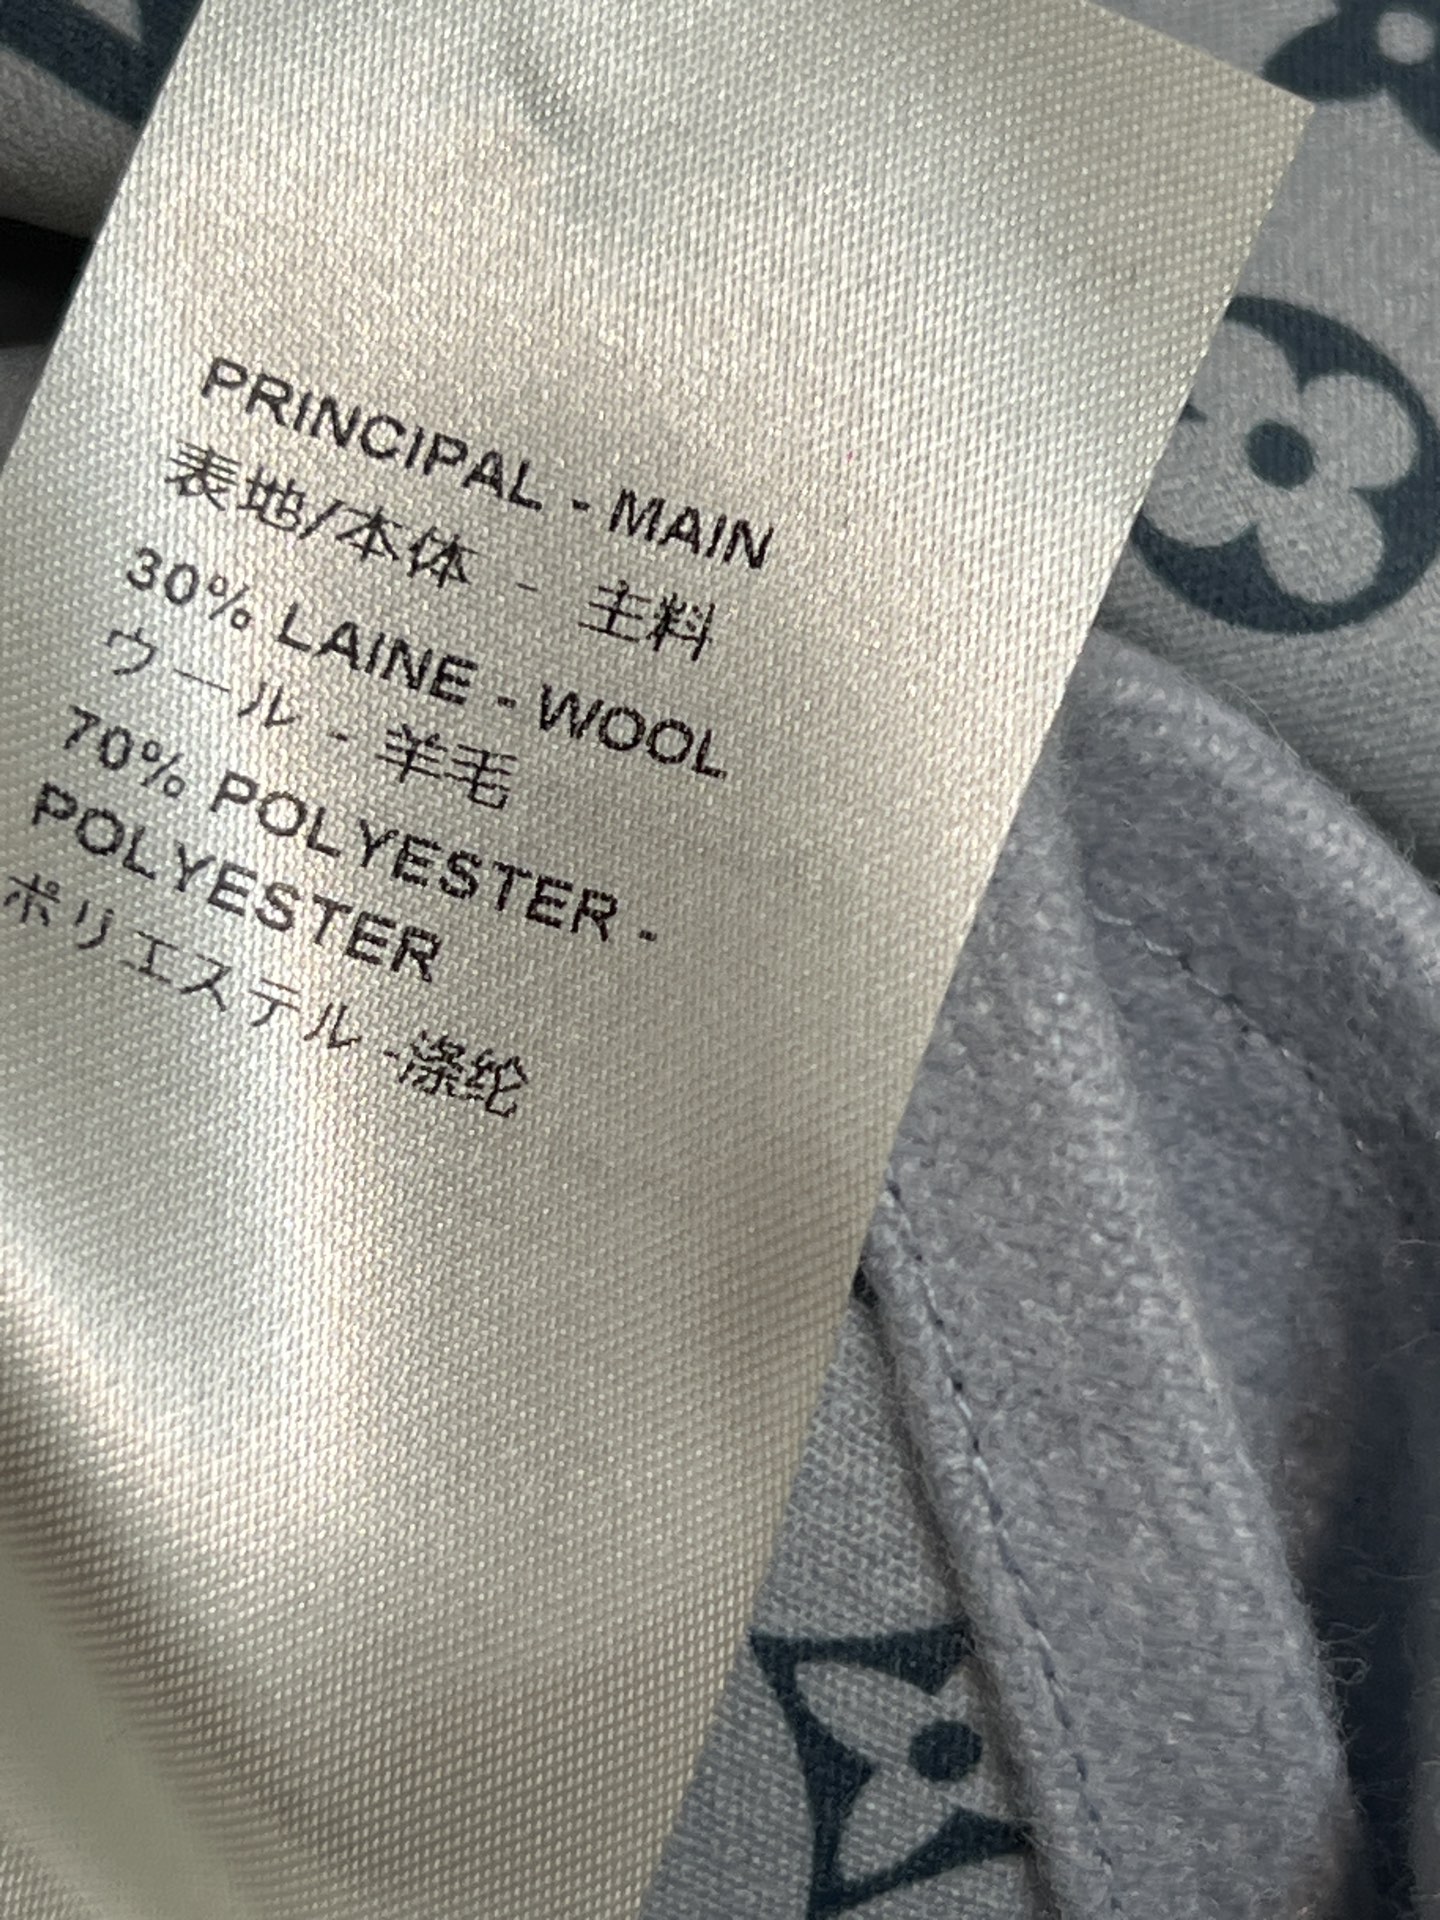 PRINCIPAL - MAIN
表地/本体 - 主料
30% LAINE - WOOL
ウール - 羊毛
70% POLYESTER -
POLYESTER
ポリエステル -涤纶